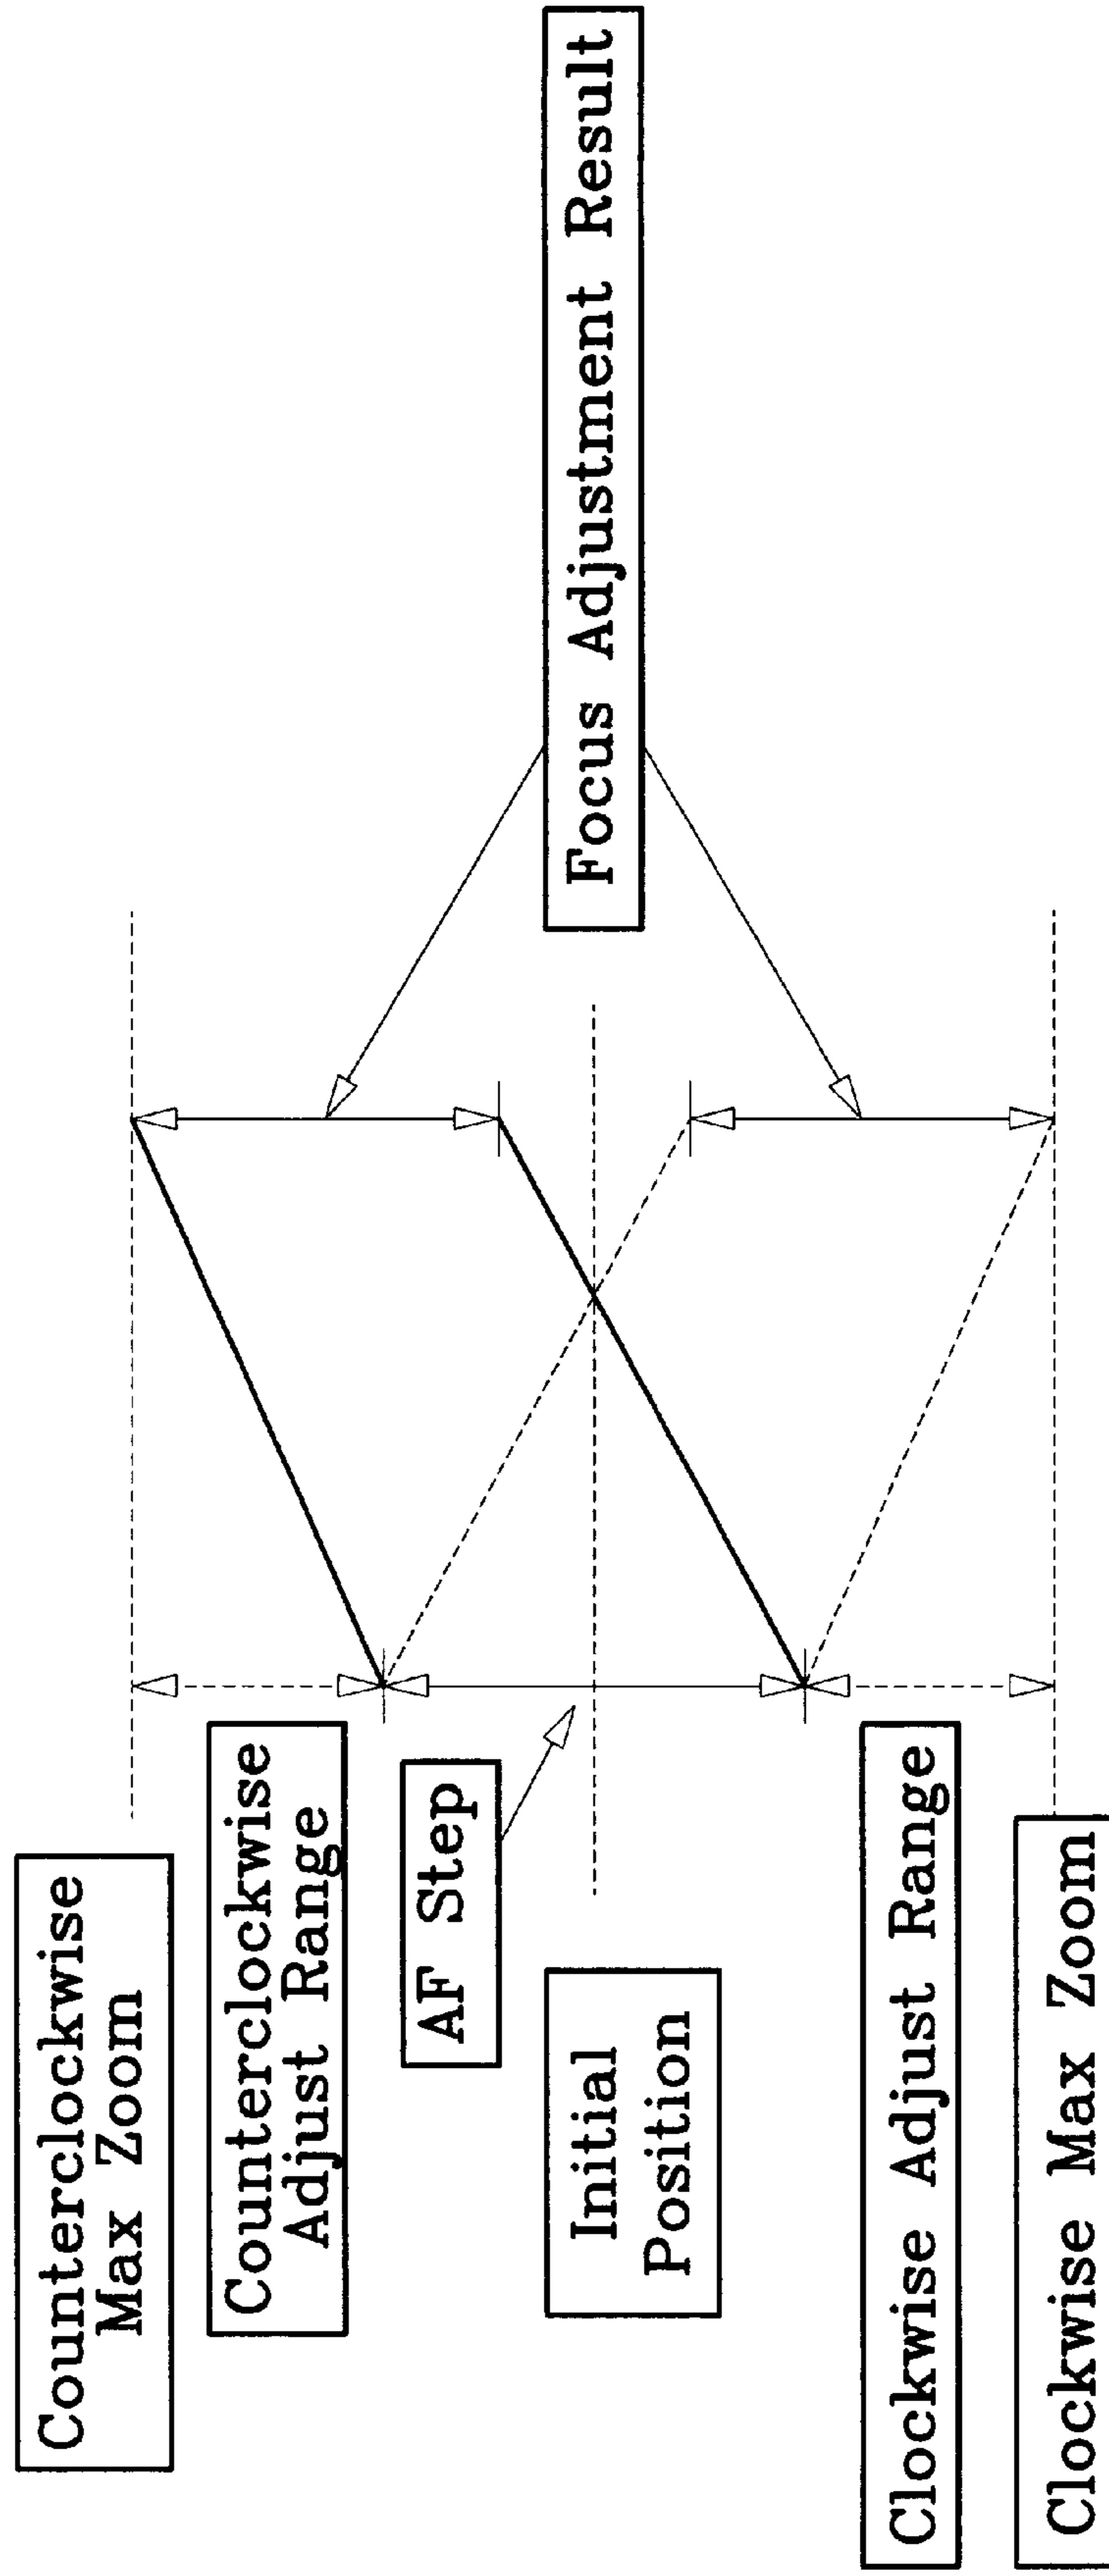 Counterclockwise
Max Zoom
Counterclockwise
Adjust Range
AF Step
Initial
Position
Clockwise Adjust Range
Clockwise Max Zoom
Focus Adjustment Result